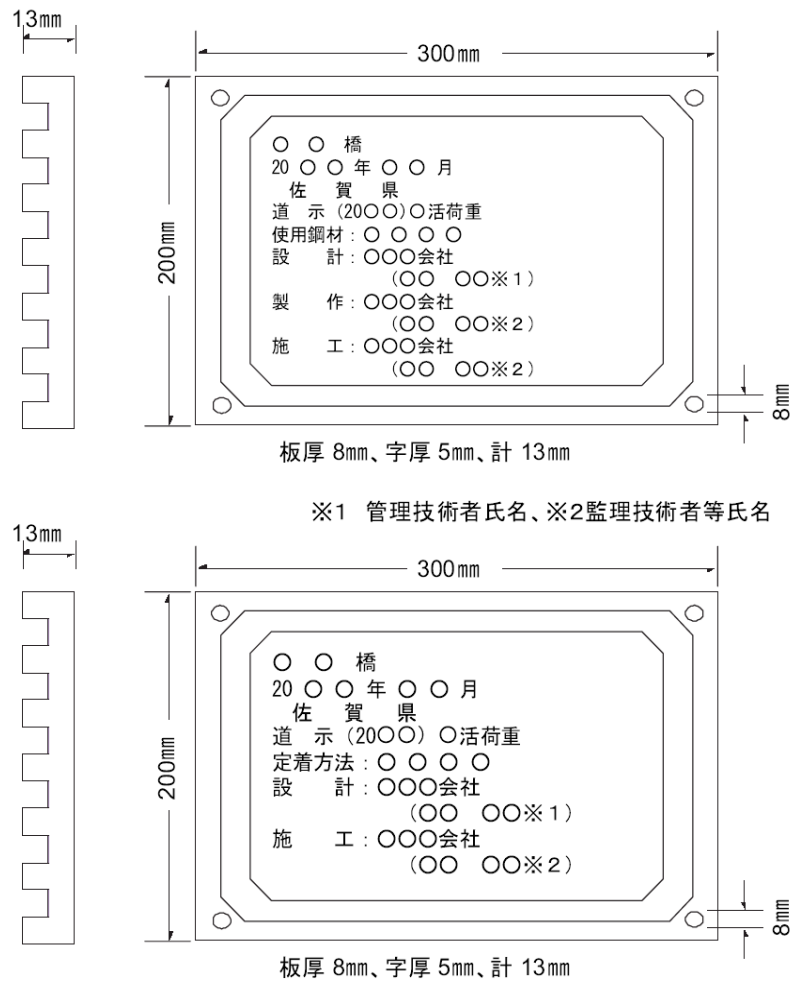 13mm
300mm
200mm
○ ○ 橋
20 ○ ○ 年 ○ ○ 月
佐 賀 県
道 示 (20○○)○活荷重
使用鋼材:○ ○ ○ ○
設 計:○○○会社
(○○ ○○※1)
製 作:○○○会社
(○○ ○○※2)
施 工:○○○会社
(○○ ○○※2)
8mm
板厚 8mm、字厚 5mm、計 13mm
※1 管理技術者氏名、※2監理技術者等氏名
13mm
300mm
200mm
○ ○ 橋
20 ○ ○ 年 ○ ○ 月
佐 賀 県
道 示 (20○○) ○活荷重
定着方法:○ ○ ○ ○
設 計:○○○会社
(○○ ○○※1)
施 工:○○○会社
(○○ ○○※2)
8mm
板厚 8mm、字厚 5mm、計 13mm